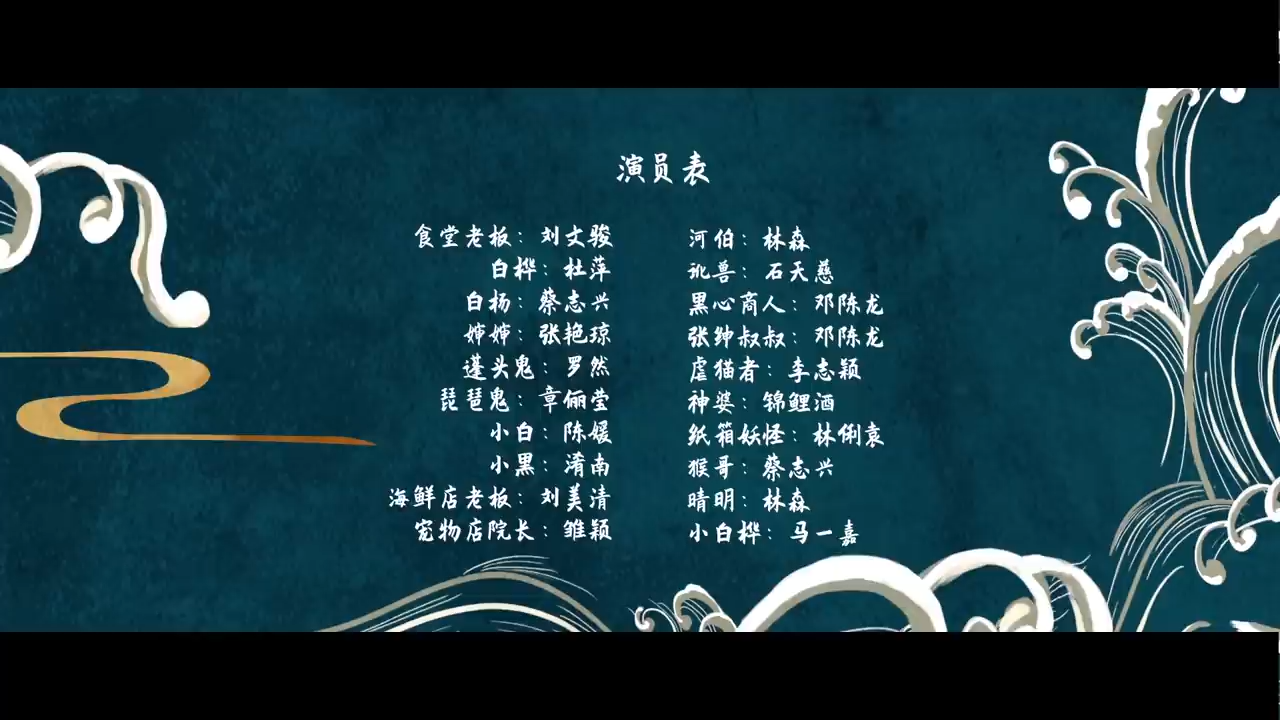 演员表
食堂老板：刘文骏
白桦：杜萍
白杨：蔡志兴
婶婶：张艳琼
蓬头鬼：罗然
琵琶鬼：章俪莹
小白：陈媛
小黑：淆南
海鲜店老板：刘美清
宠物店院长：雏颖
河伯：林森
讹兽：石天慈
黑心商人：邓陈龙
张绅叔叔：邓陈龙
虐猫者：李志颖
神婆：锦鲤酒
纸箱妖怪：林俐袁
猴哥：蔡志兴
晴明：林森
小白桦：马一嘉